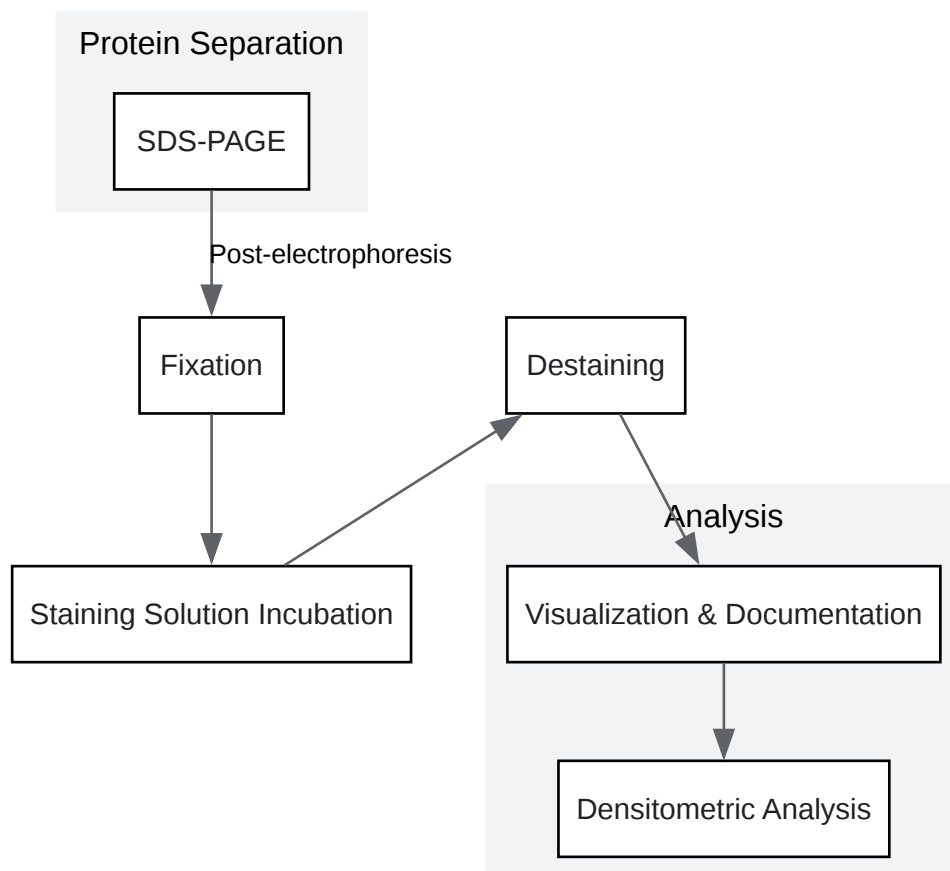 Protein Separation
SDS-PAGE
Post-electrophoresis
Fixation
Destaining
Analysis
Staining Solution Incubation
Visualization & Documentation
Densitometric Analysis